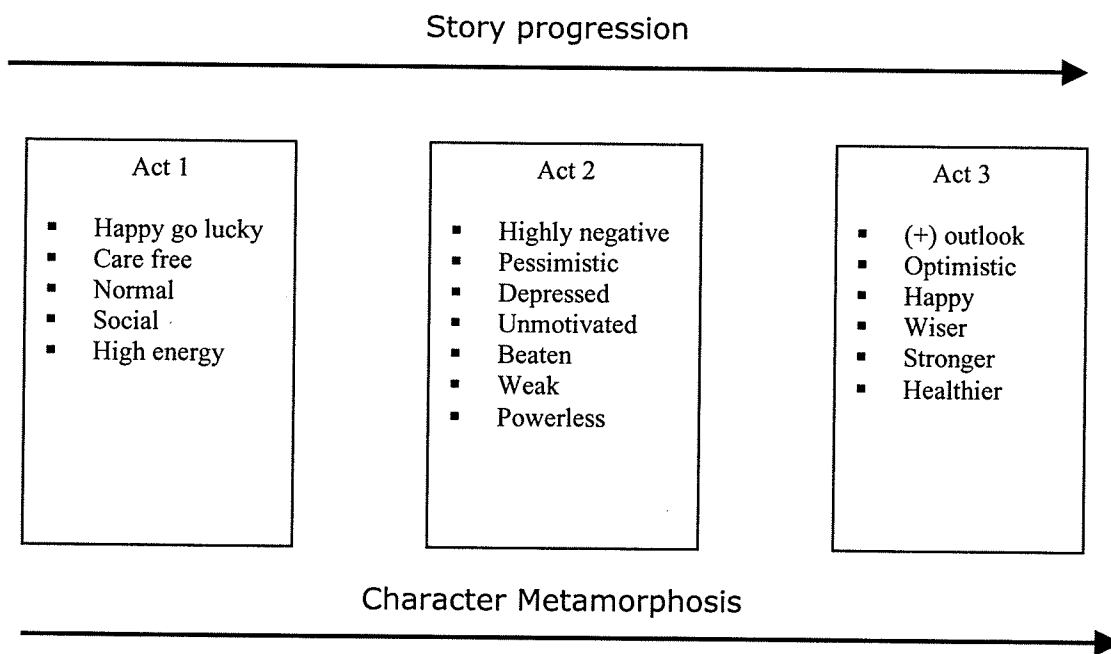 Story progression
Act 1
▪ Happy go lucky
▪ Care free
▪ Normal
▪ Social
▪ High energy
Act 2
▪ Highly negative
▪ Pessimistic
▪ Depressed
▪ Unmotivated
▪ Beaten
▪ Weak
▪ Powerless
Act 3
▪ (+) outlook
▪ Optimistic
▪ Happy
▪ Wiser
▪ Stronger
▪ Healthier
Character Metamorphosis